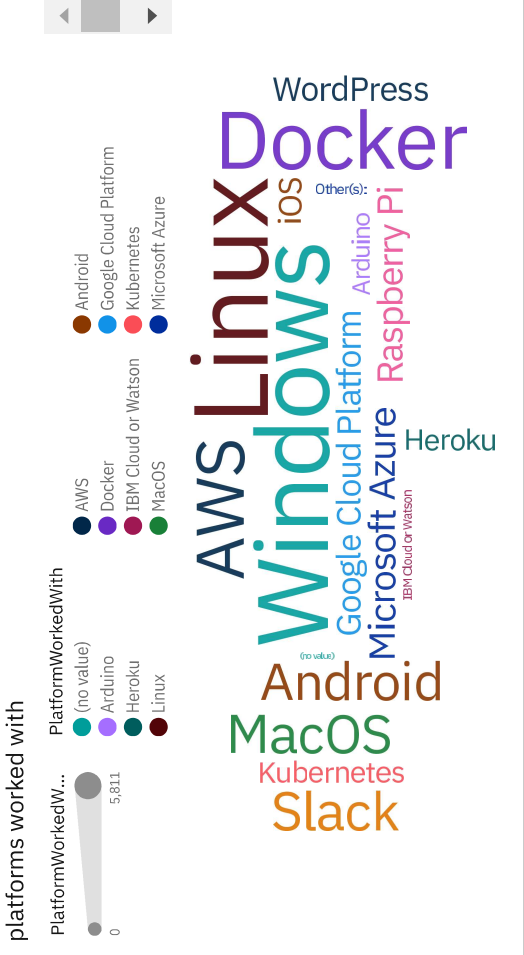 platforms worked with
PlatformWorkedW...
0
5,811
PlatformWorkedWith
(no value)
AWS
Android
Arduino
Docker
Google Cloud Platform
Heroku
IBM Cloud or Watson
Kubernetes
Linux
MacOS
Microsoft Azure
WordPress
Docker
Linux
iOS
Other(s):
AWS
Windows
Arduino
Raspberry Pi
Google Cloud Platform
Microsoft Azure
Heroku
IBM Cloud or Watson
(no value)
Android
MacOS
Kubernetes
Slack